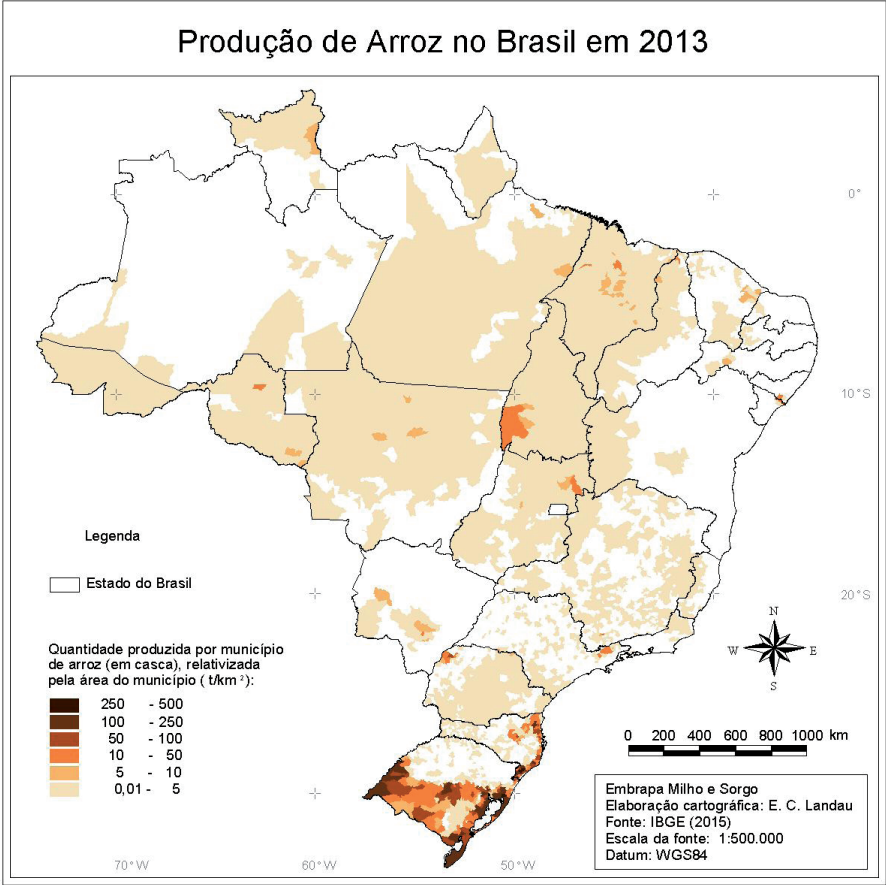 Produção de Arroz no Brasil em 2013
0°
10°S
Legenda
Estado do Brasil
20°S
N
W E
S
Quantidade produzida por município
de arroz (em casca), relativizada
pela área do município ( t/km²):
250 - 500
100 - 250
50 - 100
10 - 50
5 - 10
0,01 - 5
0 200 400 600 800 1000 km
Embrapa Milho e Sorgo
Elaboração cartográfica: E. C. Landau
Fonte: IBGE (2015)
Escala da fonte: 1:500.000
Datum: WGS84
70°W 60°W 50°W